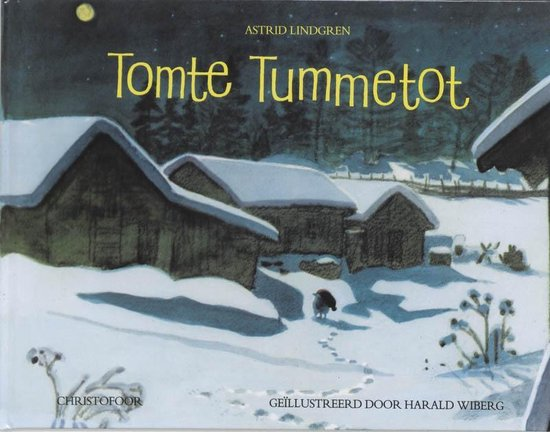 ASTRID LINDGREN
Tomte Tummetot
CHRISTOFOOR
GEÏLLUSTREERD DOOR HARALD WIBERG